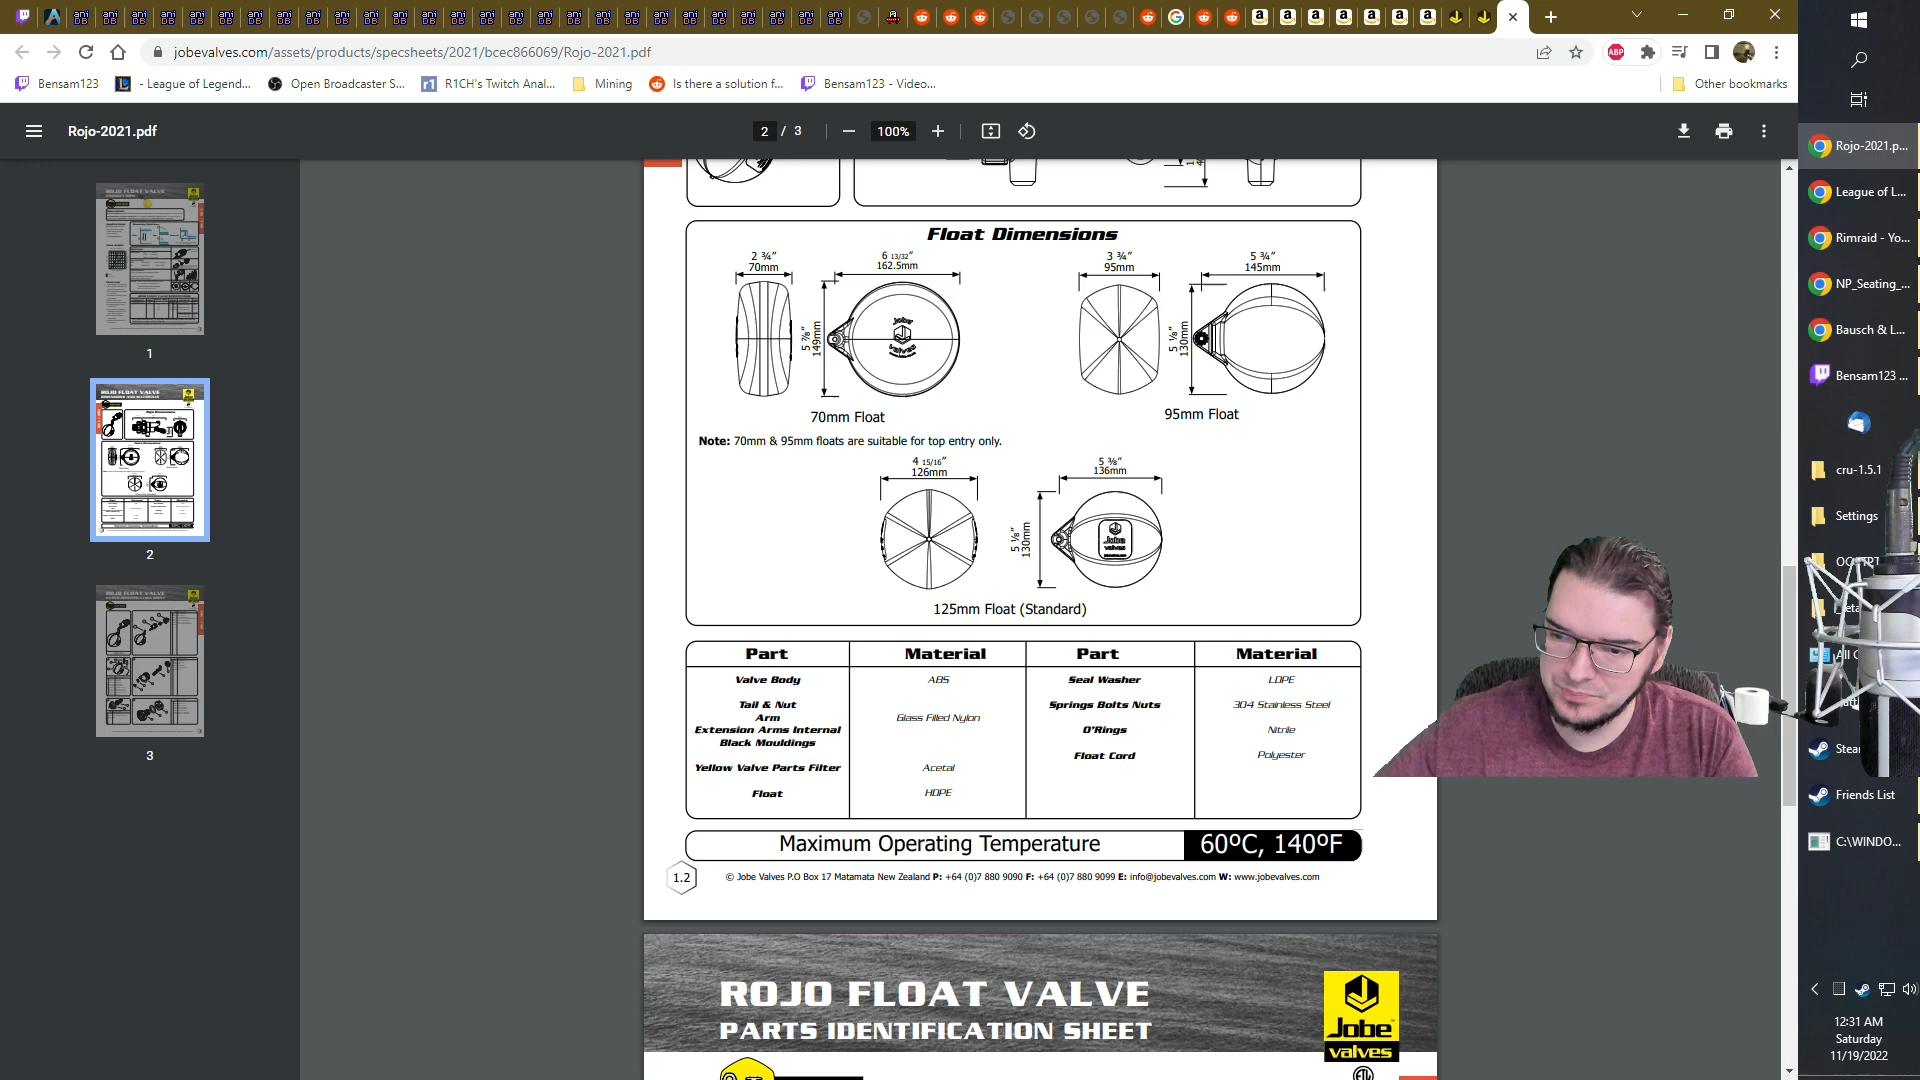 jobevalves.com/assets/products/specsheets/2021/bcec866069/Rojo-2021.pdf
Bensam123
- League of Legend...
Open Broadcaster S...
R1CH's Twitch Anal...
Mining
Is there a solution f...
Bensam123 - Video...
Other bookmarks
Rojo-2021.pdf
2 / 3
100%
1
2
3
Float Dimensions
2 ¾"
70mm
6 13/32"
162.5mm
5 ⅞"
149mm
Jobe
valves
70mm Float
3 ¾"
95mm
5 ¾"
145mm
5 ⅛"
130mm
95mm Float
Note: 70mm & 95mm floats are suitable for top entry only.
4 15/16"
126mm
5 ⅜"
136mm
5 ⅛"
130mm
Jobe
valves
125mm Float (Standard)
Part Material Part Material
Valve Body ABS Seal Washer LDPE
Tail & Nut Springs Bolts Nuts 304 Stainless Steel
Arm Glass Filled Nylon
Extension Arms Internal O'Rings Nitrile
Black Mouldings
Float Cord Polyester
Yellow Valve Parts Filter Acetal
Float HDPE
Maximum Operating Temperature 60ºC, 140ºF
1.2
© Jobe Valves P.O Box 17 Matamata New Zealand P: +64 (0)7 880 9090 F: +64 (0)7 880 9099 E: info@jobevalves.com W: www.jobevalves.com
ROJO FLOAT VALVE
PARTS IDENTIFICATION SHEET
Jobe™
valves
Rojo-2021.p...
League of L...
Rimraid - Yo...
NP_Seating_...
Bausch & L...
Bensam123 ...
cru-1.5.1
Settings
All C
Stea
Friends List
C:\WINDO...
12:31 AM
Saturday
11/19/2022